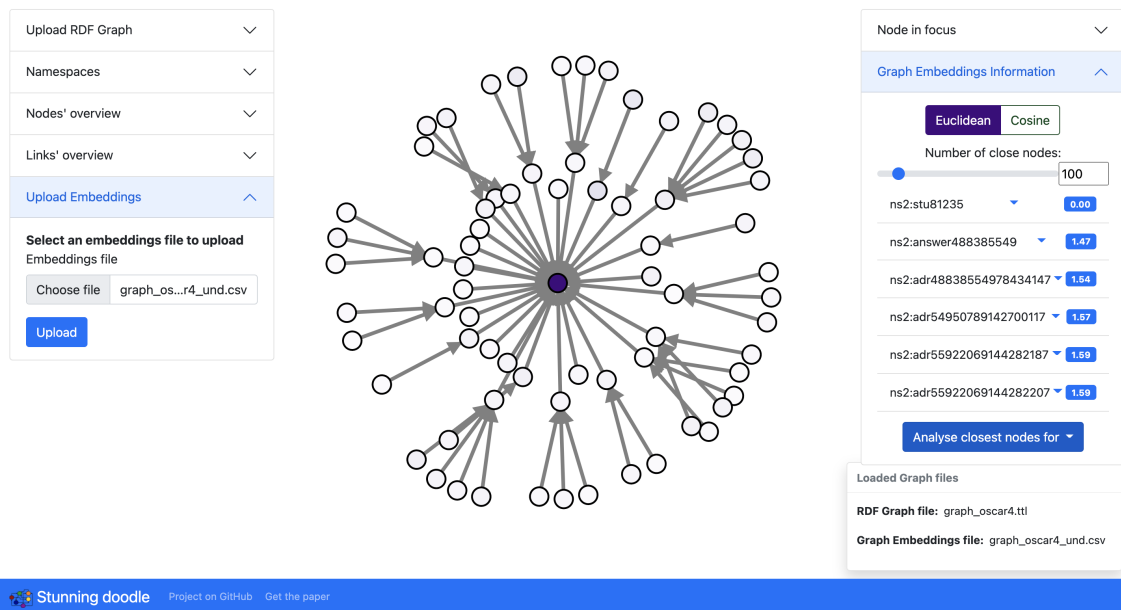 Upload RDF Graph
Namespaces
Nodes' overview
Links' overview
Upload Embeddings
Select an embeddings file to upload
Embeddings file
Choose file graph_os...r4_und.csv
Upload
Node in focus
Graph Embeddings Information
Euclidean Cosine
Number of close nodes:
100
ns2:stu81235 0.00
ns2:answer488385549 1.47
ns2:adr48838554978434147 1.54
ns2:adr54950789142700117 1.57
ns2:adr55922069144282187 1.59
ns2:adr55922069144282207 1.59
Analyse closest nodes for
Loaded Graph files
RDF Graph file: graph_oscar4.ttl
Graph Embeddings file: graph_oscar4_und.csv
Stunning doodle Project on GitHub Get the paper